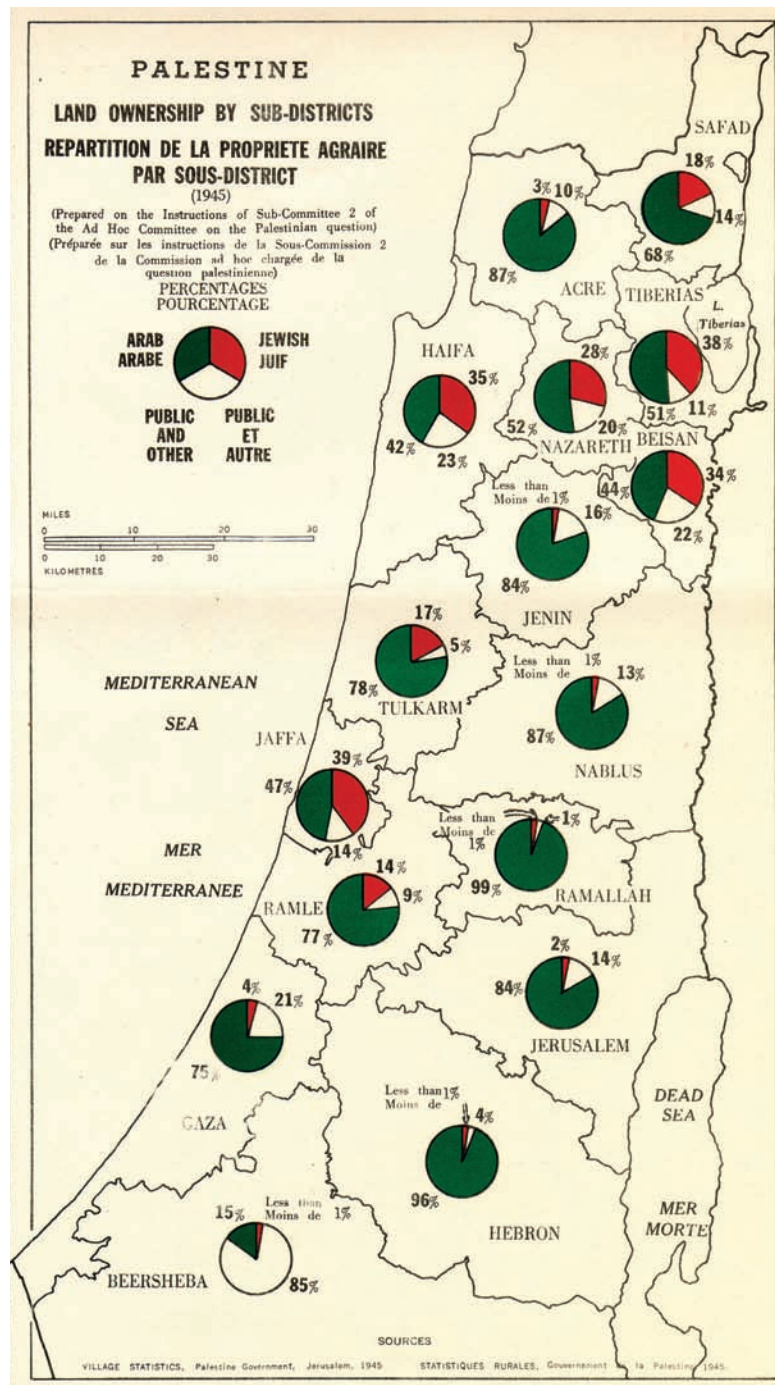 PALESTINE
LAND OWNERSHIP BY SUB-DISTRICTS
REPARTITION DE LA PROPRIETE AGRAIRE
PAR SOUS-DISTRICT
(1945)
(Prepared on the Instructions of Sub-Committee 2 of
the Ad Hoc Committee on the Palestinian question)
(Préparée sur les instructions de la Sous-Commission 2
de la Commission ad hoc chargée de la
question palestinienne)
PERCENTAGES
POURCENTAGE
ARAB
ARABE
JEWISH
JUIF
PUBLIC
AND
OTHER
PUBLIC
ET
AUTRE
MILES
0 10 20 30
0 10 20 30
KILOMETRES
SAFAD
18%
14%
68%
3% 10%
87%
ACRE
TIBERIAS
L.
Tiberias
38%
11%
51%
HAIFA
35%
42%
23%
28%
52%
20%
NAZARETH
BEISAN
44%
34%
22%
Less than
Moins de 1%
16%
84%
JENIN
17%
5%
78%
TULKARM
Less than
Moins de 1%
13%
87%
NABLUS
MEDITERRANEAN
SEA
MER
MEDITERRANEE
JAFFA
39%
47%
14%
Less than
Moins de
1%
1%
99%
RAMALLAH
14%
9%
RAMLE
77%
2%
14%
84%
JERUSALEM
4%
21%
75%
GAZA
Less than 1%
Moins de
4%
96%
HEBRON
DEAD
SEA
MER
MORTE
15%
Less than
Moins de 1%
85%
BEERSHEBA
SOURCES
VILLAGE STATISTICS, Palestine Government, Jerusalem, 1945
STATISTIQUES RURALES, Gouvernement de la Palestine 1945.